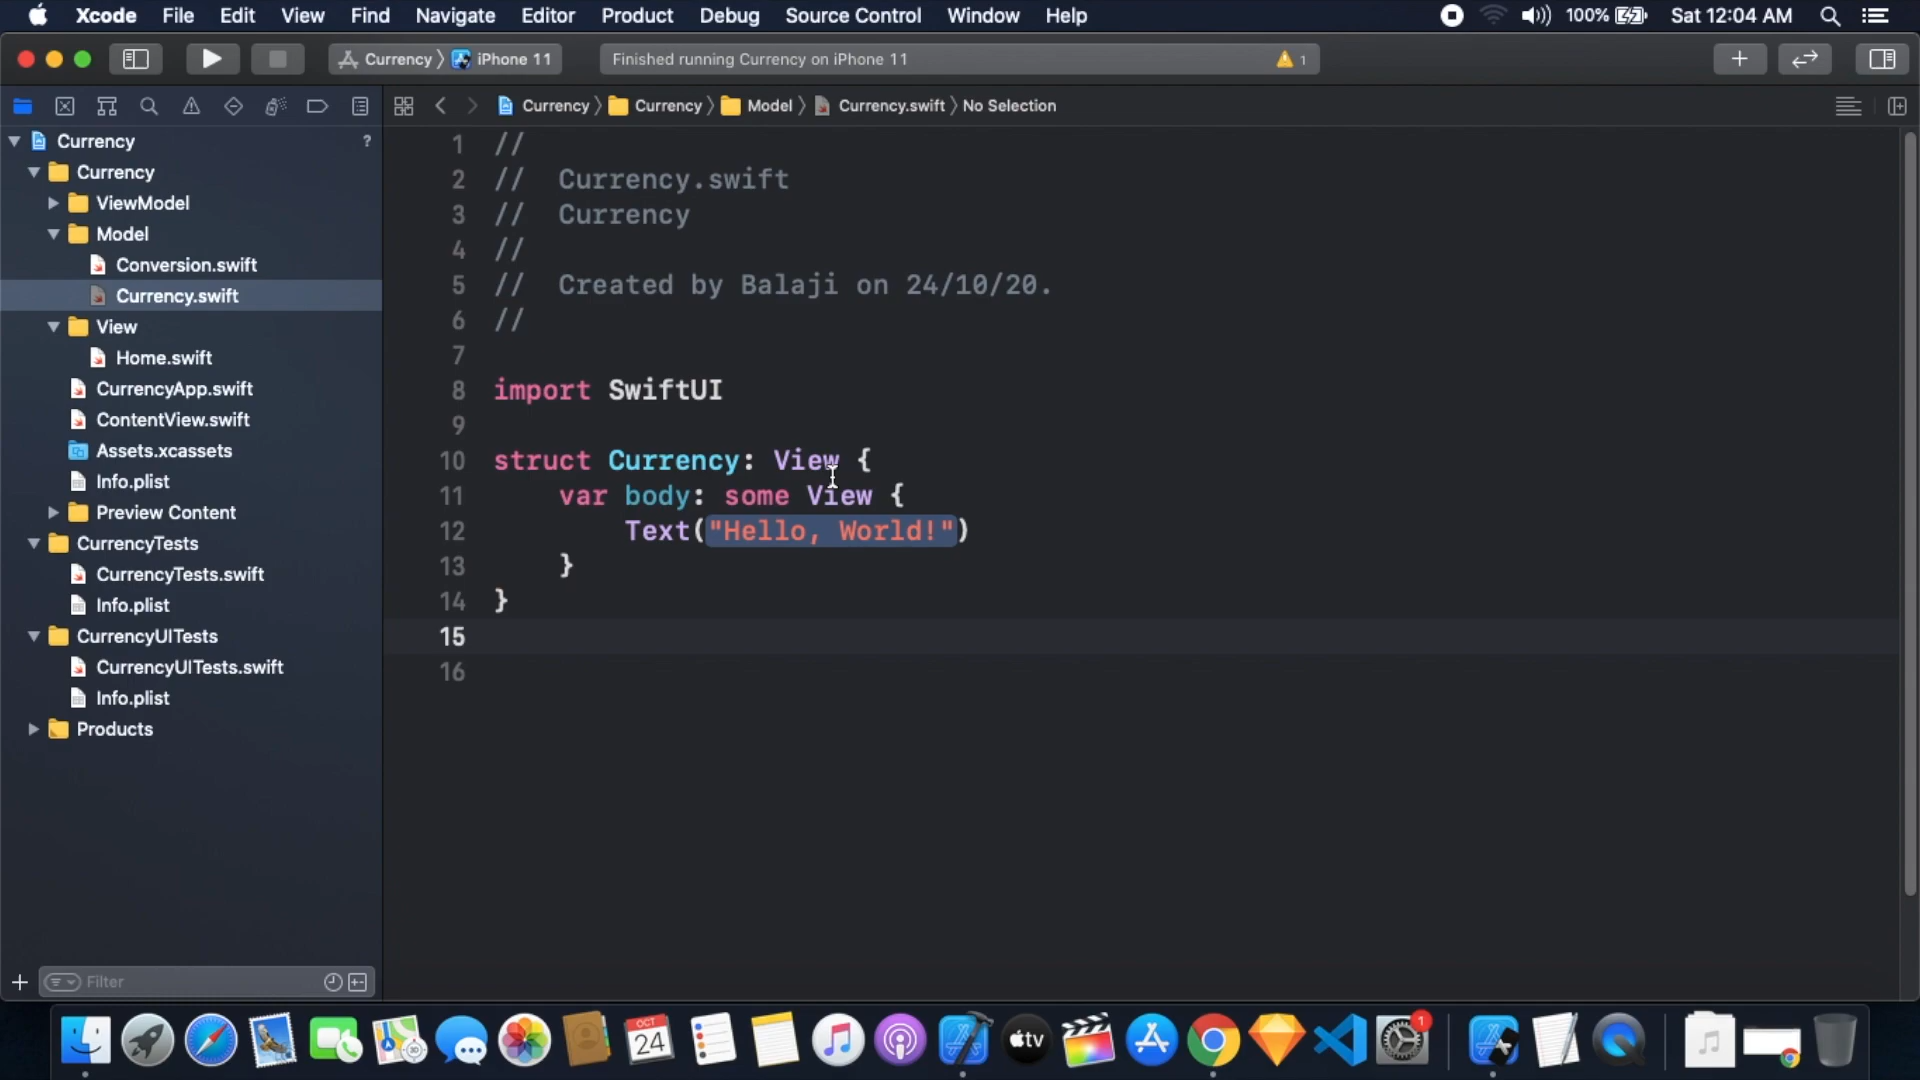 Xcode File Edit View Find Navigate Editor Product Debug Source Control Window Help 100% Sat 12:04 AM
Currency 〉 iPhone 11 Finished running Currency on iPhone 11 1
Currency 〉 Currency 〉 Model 〉 Currency.swift 〉 No Selection
Currency ?
Currency
ViewModel
Model
Conversion.swift
Currency.swift
View
Home.swift
CurrencyApp.swift
ContentView.swift
Assets.xcassets
Info.plist
Preview Content
CurrencyTests
CurrencyTests.swift
Info.plist
CurrencyUITests
CurrencyUITests.swift
Info.plist
Products
Filter
1 //
2 // Currency.swift
3 // Currency
4 //
5 // Created by Balaji on 24/10/20.
6 //
7
8 import SwiftUI
9
10 struct Currency: View {
11 var body: some View {
12 Text("Hello, World!")
13 }
14 }
15
16
OCT
24
tv
1